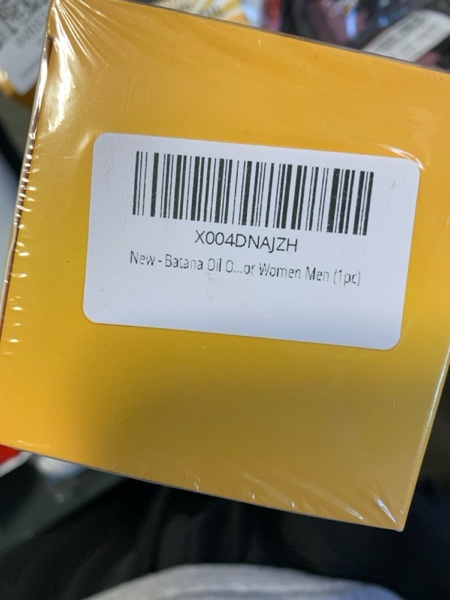 X004DNAJZH
New - Batana Oil O...or Women Men (1pc)